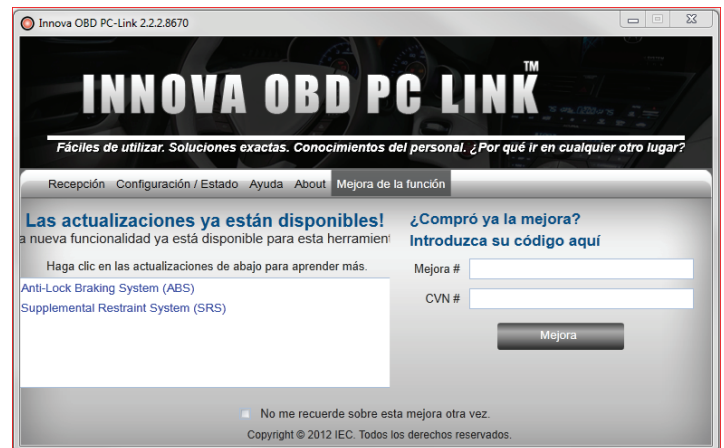 Innova OBD PC-Link 2.2.2.8670
INNOVA OBD PC LINK™
Fáciles de utilizar. Soluciones exactas. Conocimientos del personal. ¿Por qué ir en cualquier otro lugar?
Recepción Configuración / Estado Ayuda About Mejora de la función
Las actualizaciones ya están disponibles!
a nueva funcionalidad ya está disponible para esta herramient
Haga clic en las actualizaciones de abajo para aprender más.
Anti-Lock Braking System (ABS)
Supplemental Restraint System (SRS)
¿Compró ya la mejora?
Introduzca su código aquí
Mejora #
CVN #
Mejora
No me recuerde sobre esta mejora otra vez.
Copyright © 2012 IEC. Todos los derechos reservados.